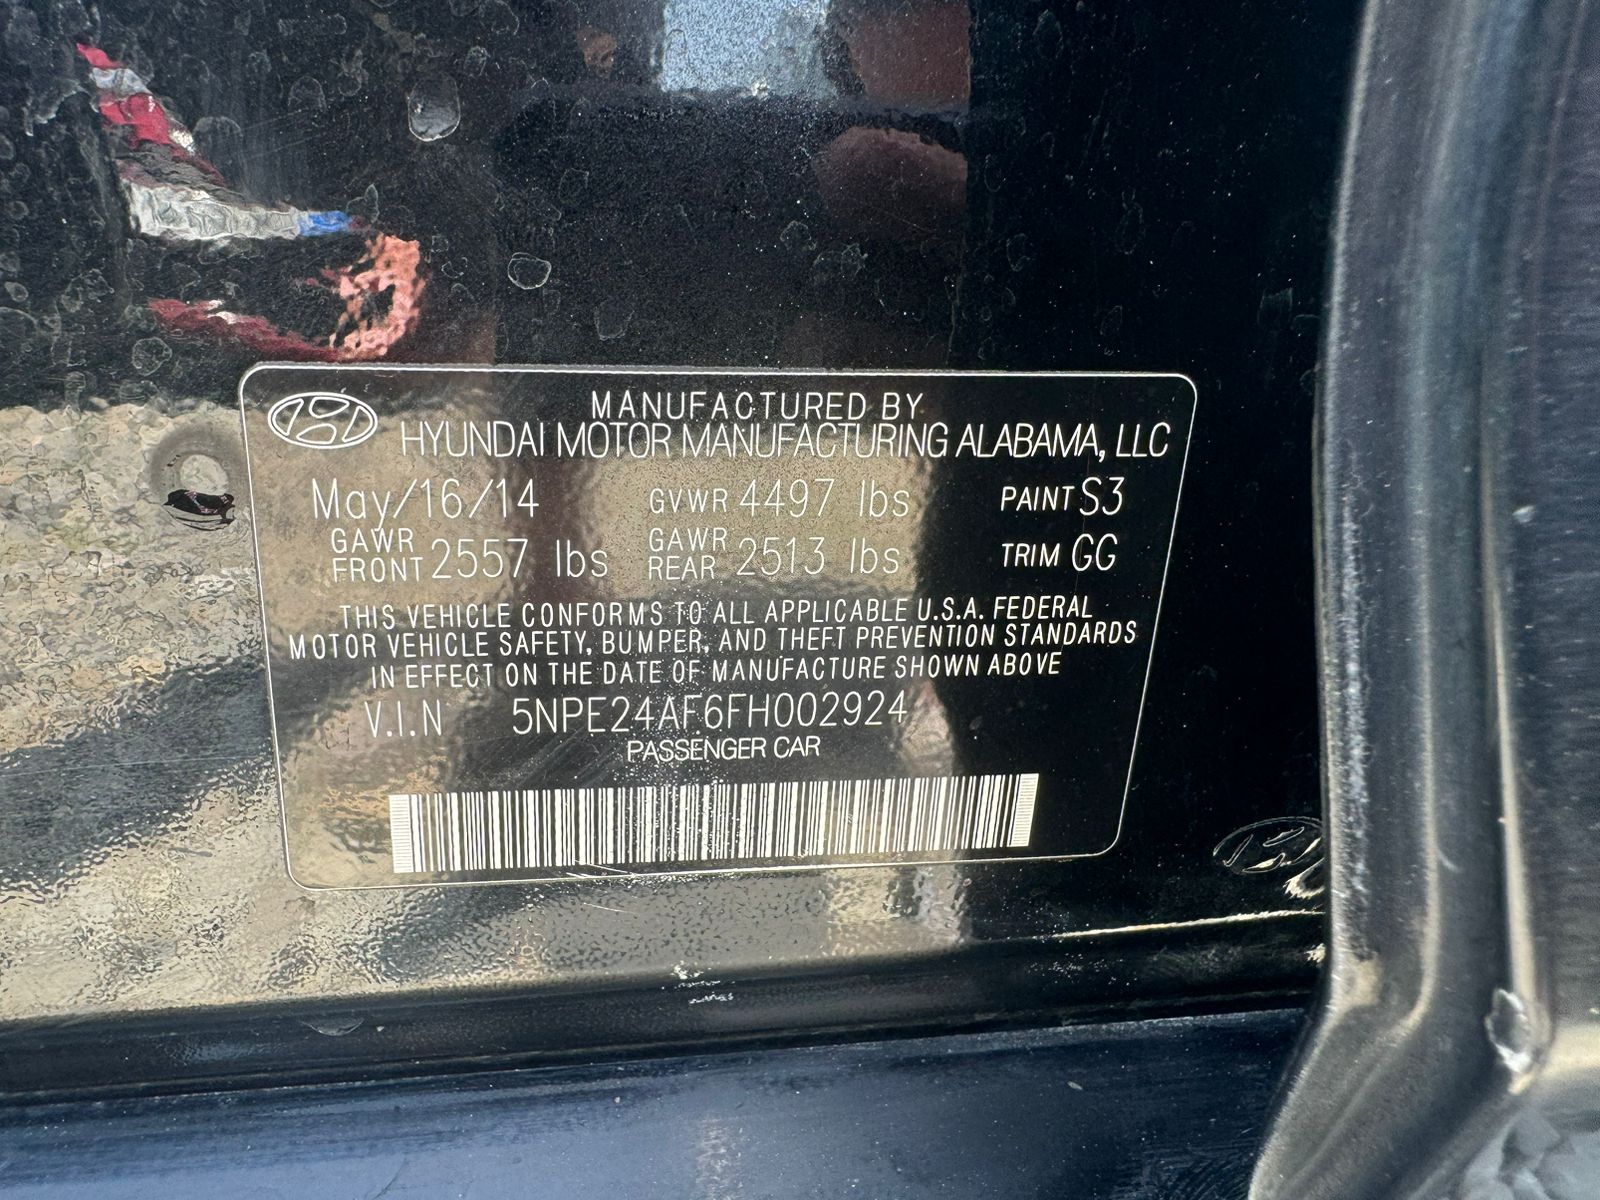 MANUFACTURED BY
HYUNDAI MOTOR MANUFACTURING ALABAMA, LLC
May/16/14 GVWR 4497 lbs PAINT S3
GAWR FRONT 2557 lbs GAWR REAR 2513 lbs TRIM GG
THIS VEHICLE CONFORMS TO ALL APPLICABLE U.S.A. FEDERAL
MOTOR VEHICLE SAFETY, BUMPER, AND THEFT PREVENTION STANDARDS
IN EFFECT ON THE DATE OF MANUFACTURE SHOWN ABOVE
V.I.N 5NPE24AF6FH002924
PASSENGER CAR